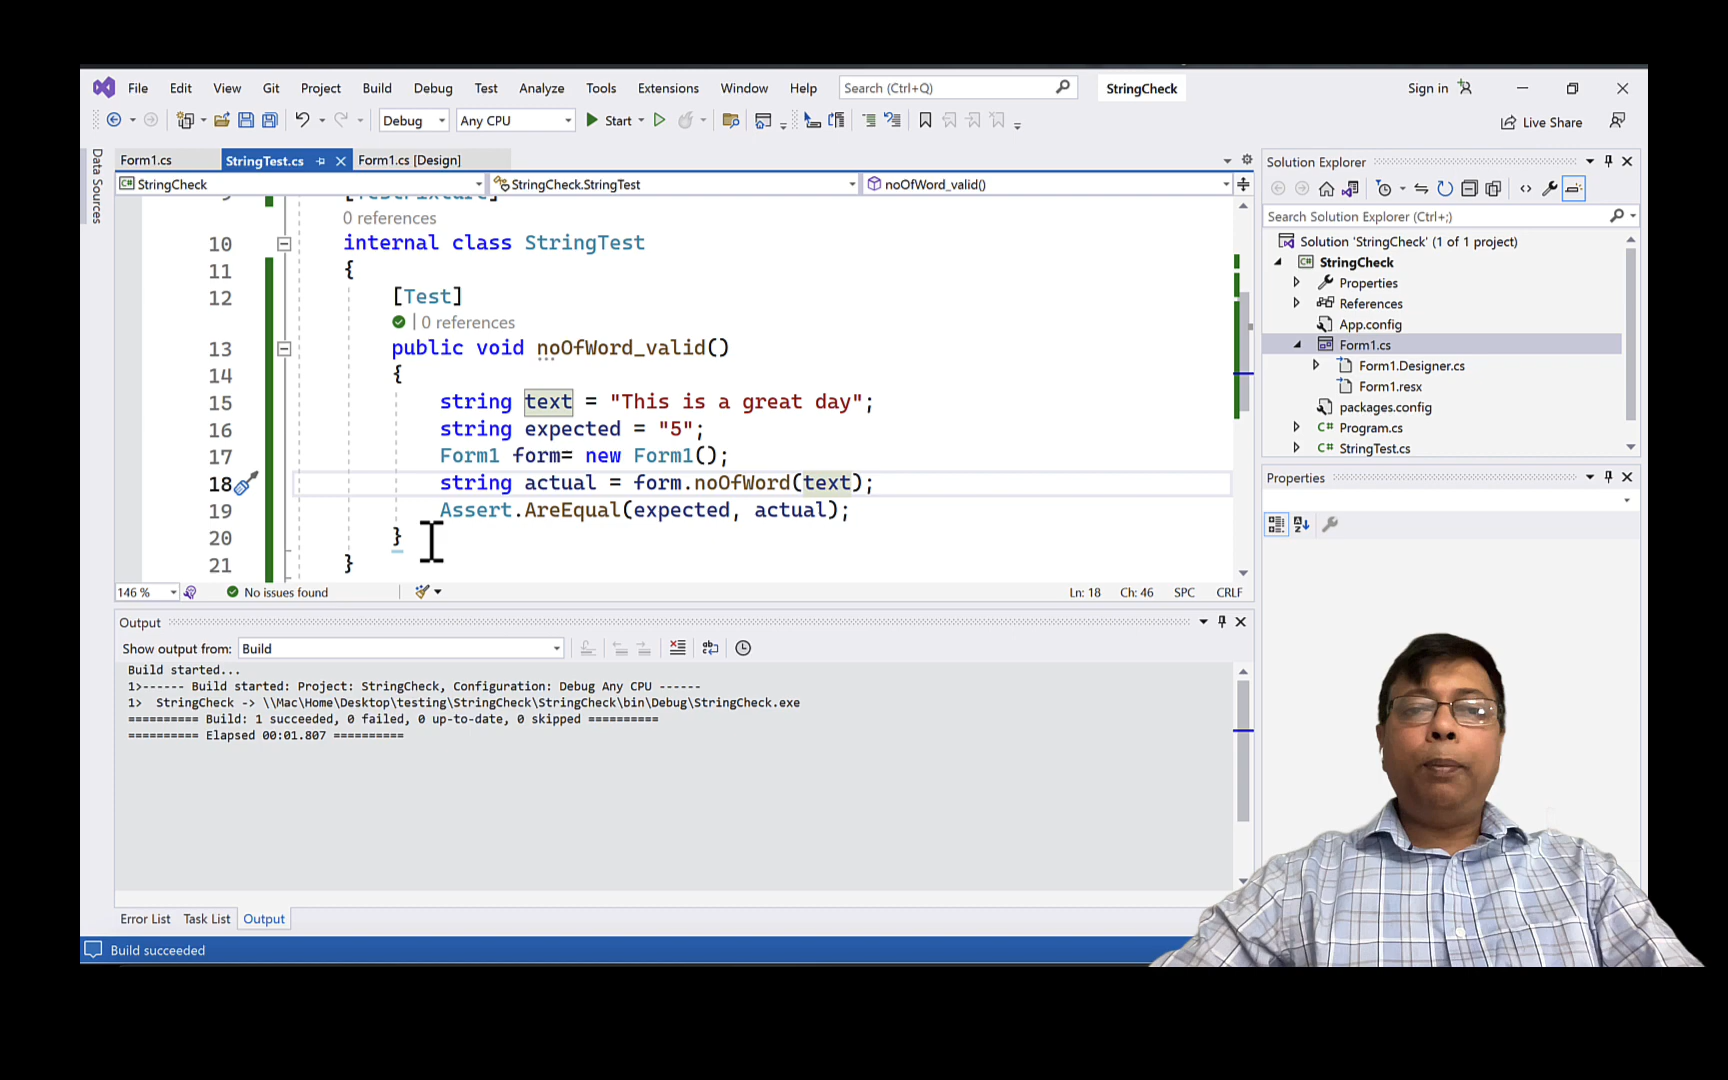 File Edit View Git Project Build Debug Test Analyze Tools Extensions Window Help Search (Ctrl+Q) StringCheck Sign in
Debug Any CPU Start Live Share
Data Sources
Form1.cs StringTest.cs Form1.cs [Design]
StringCheck StringCheck.StringTest noOfWord_valid()
0 references
10 internal class StringTest
11 {
12 [Test]
0 references
13 public void noOfWord_valid()
14 {
15 string text = "This is a great day";
16 string expected = "5";
17 Form1 form= new Form1();
18 string actual = form.noOfWord(text);
19 Assert.AreEqual(expected, actual);
20 }
21 }
146 % No issues found Ln: 18 Ch: 46 SPC CRLF
Output
Show output from: Build
Build started...
1>------ Build started: Project: StringCheck, Configuration: Debug Any CPU ------
1>  StringCheck -> \\Mac\Home\Desktop\testing\StringCheck\StringCheck\bin\Debug\StringCheck.exe
========== Build: 1 succeeded, 0 failed, 0 up-to-date, 0 skipped ==========
========== Elapsed 00:01.807 ==========
Error List Task List Output
Build succeeded
Solution Explorer
Search Solution Explorer (Ctrl+;)
Solution 'StringCheck' (1 of 1 project)
C# StringCheck
Properties
References
App.config
Form1.cs
Form1.Designer.cs
Form1.resx
packages.config
C# Program.cs
C# StringTest.cs
Properties